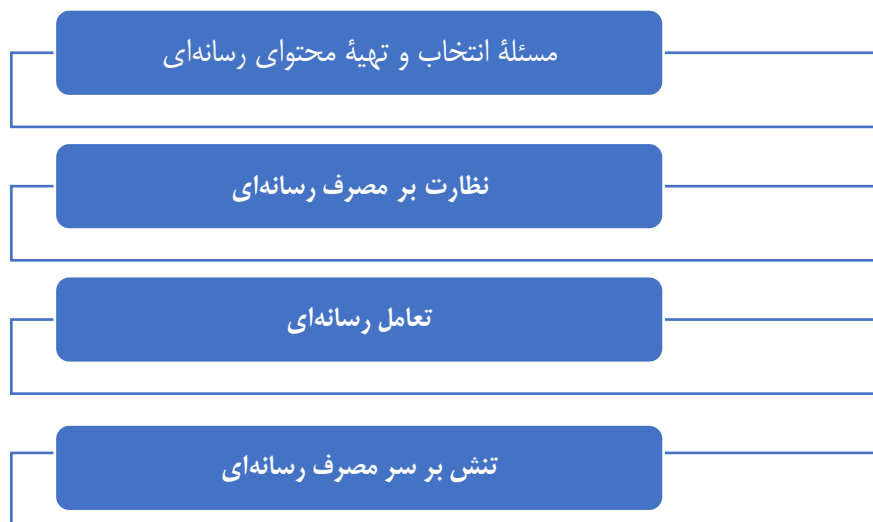 مسئلهٔ انتخاب و تهیهٔ محتوای رسانه‌ای
نظارت بر مصرف رسانه‌ای
تعامل رسانه‌ای
تنش بر سر مصرف رسانه‌ای